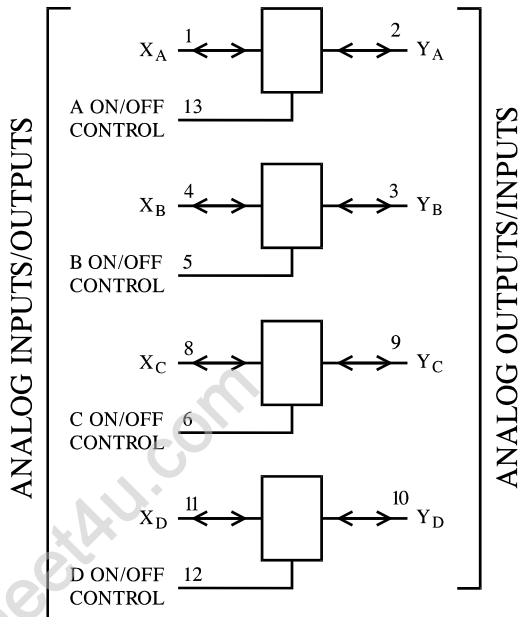 ANALOG INPUTS/OUTPUTS
X_A 1 2 Y_A
A ON/OFF 13
CONTROL
X_B 4 3 Y_B
B ON/OFF 5
CONTROL
X_C 8 9 Y_C
C ON/OFF 6
CONTROL
X_D 11 10 Y_D
D ON/OFF 12
CONTROL
ANALOG OUTPUTS/INPUTS
eet4u.com